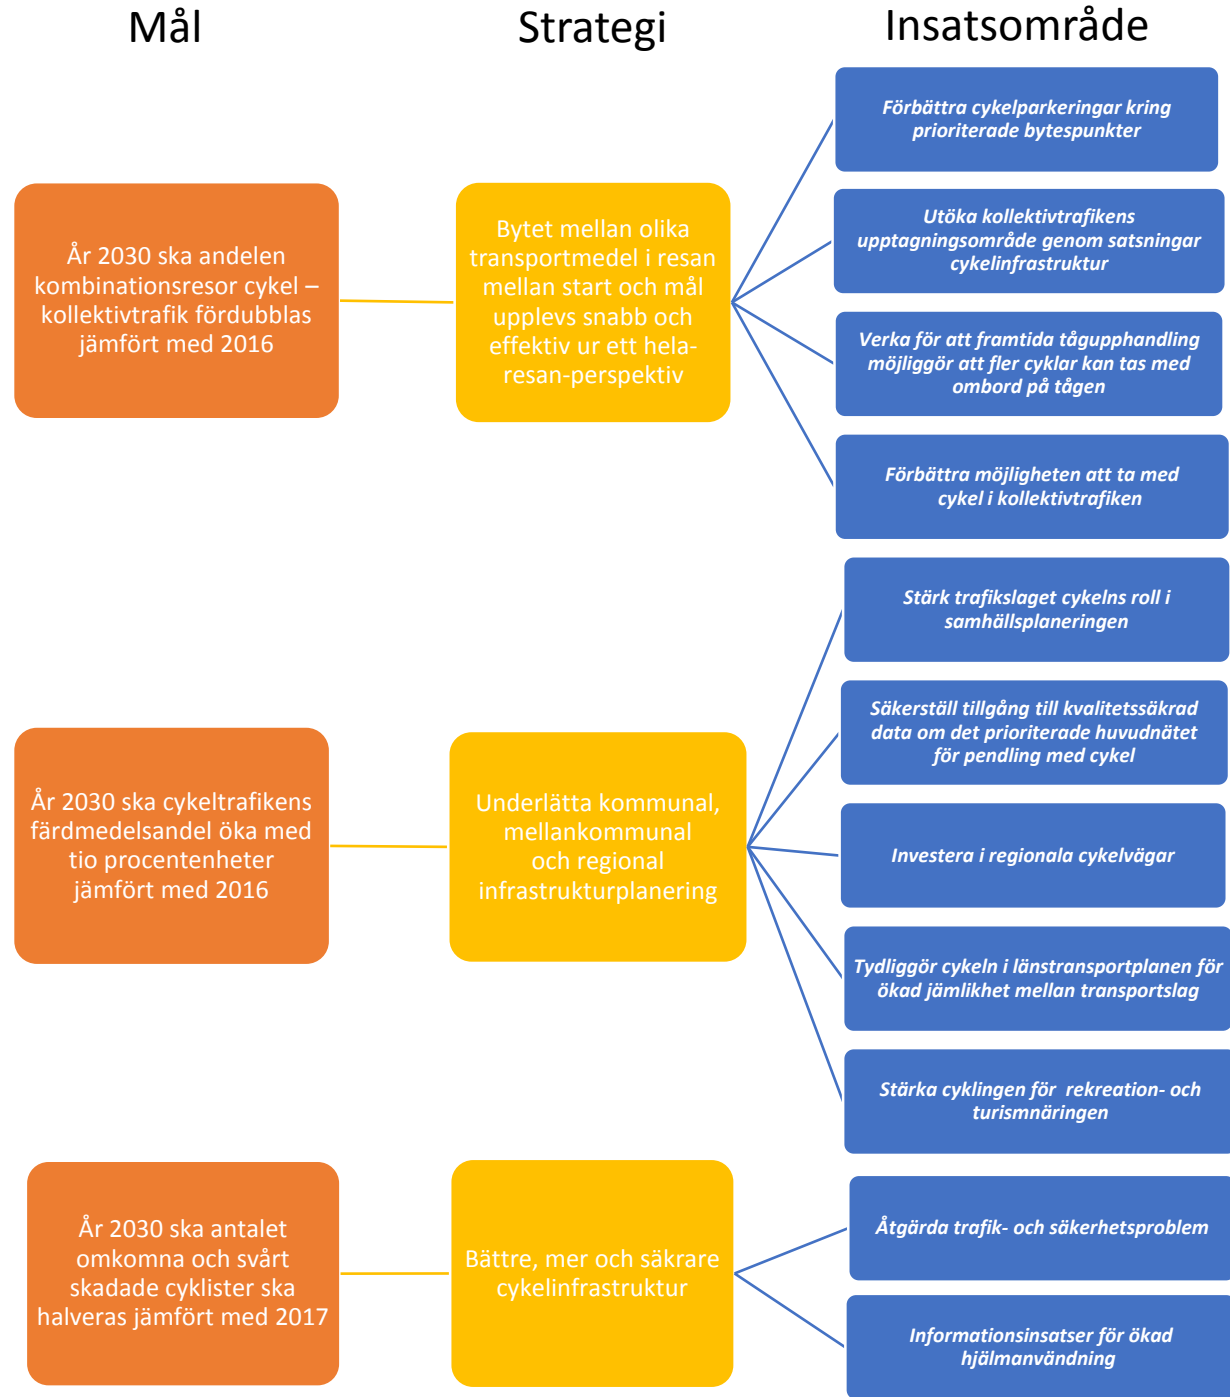 Mål
Strategi
Insatsområde
Förbättra cykelparkeringar kring
prioriterade bytespunkter
Utöka kollektivtrafikens
upptagningsområde genom satsningar
cykelinfrastruktur
År 2030 ska andelen
kombinationsresor cykel –
kollektivtrafik fördubblas
jämfört med 2016
Bytet mellan olika
transportmedel i resan
mellan start och mål
upplevs snabb och
effektiv ur ett hela-
resan-perspektiv
Verka för att framtida tågupphandling
möjliggör att fler cyklar kan tas med
ombord på tågen
Förbättra möjligheten att ta med
cykel i kollektivtrafiken
Stärk trafikslaget cykelns roll i
samhällsplaneringen
Säkerställ tillgång till kvalitetssäkrad
data om det prioriterade huvudnätet
för pendling med cykel
År 2030 ska cykeltrafikens
färdmedelsandel öka med
tio procentenheter
jämfört med 2016
Underlätta kommunal,
mellankommunal
och regional
infrastrukturplanering
Investera i regionala cykelvägar
Tydliggör cykeln i länstransportplanen för
ökad jämlikhet mellan transportslag
Stärka cyklingen för rekreation- och
turismnäringen
År 2030 ska antalet
omkomna och svårt
skadade cyklister ska
halveras jämfört med 2017
Bättre, mer och säkrare
cykelinfrastruktur
Åtgärda trafik- och säkerhetsproblem
Informationsinsatser för ökad
hjälmanvändning